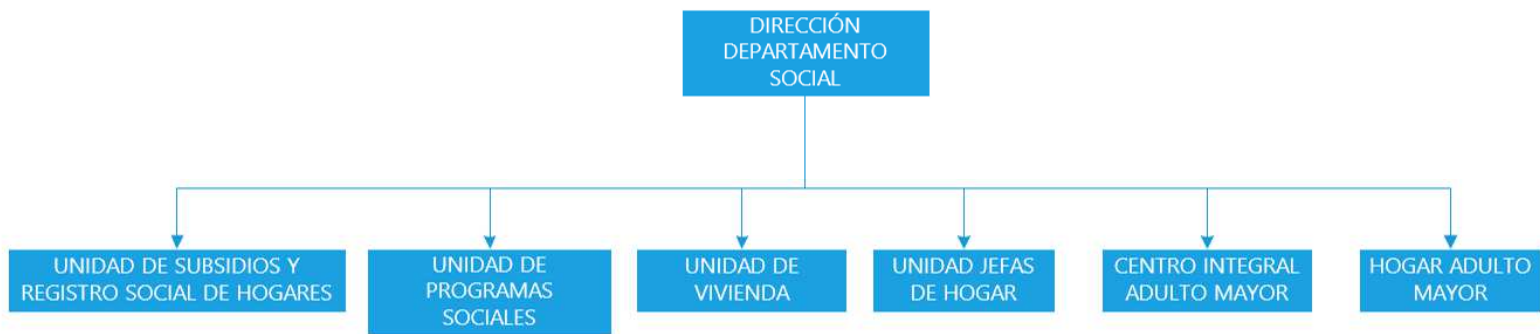 DIRECCIÓN
DEPARTAMENTO
SOCIAL
UNIDAD DE SUBSIDIOS Y
REGISTRO SOCIAL DE HOGARES
UNIDAD DE
PROGRAMAS
SOCIALES
UNIDAD DE
VIVIENDA
UNIDAD JEFAS
DE HOGAR
CENTRO INTEGRAL
ADULTO MAYOR
HOGAR ADULTO
MAYOR